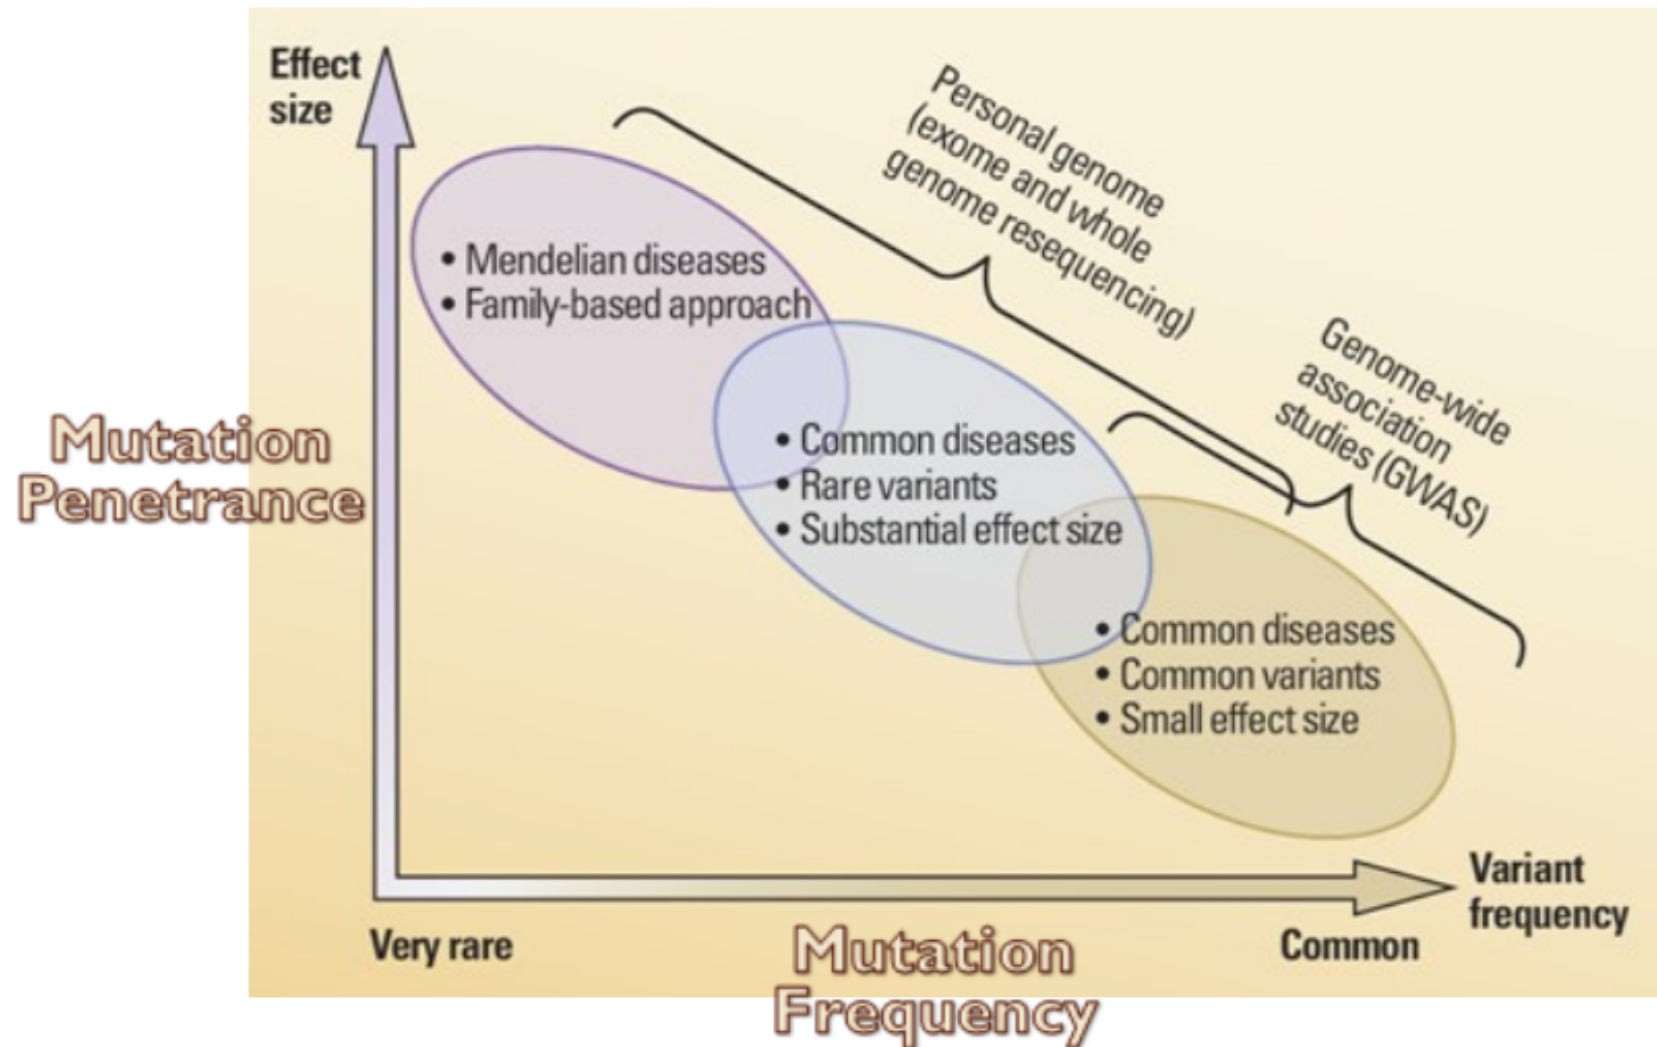 Effect
size
Personal genome
(exome and whole
genome resequencing)
• Mendelian diseases
• Family-based approach
Genome-wide
association
studies (GWAS)
Mutation
Penetrance
• Common diseases
• Rare variants
• Substantial effect size
• Common diseases
• Common variants
• Small effect size
Variant
frequency
Very rare
Common
Mutation
Frequency